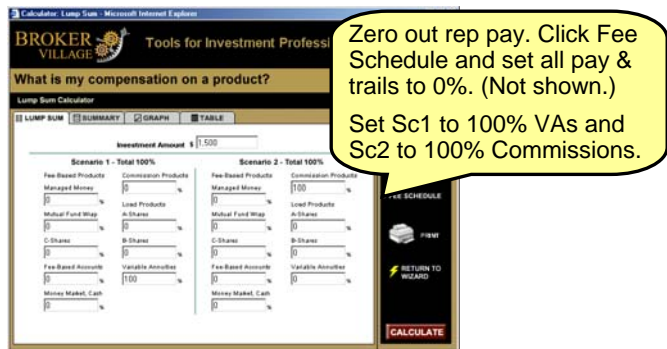 Calculator: Lump Sum - Microsoft Internet Explorer
BROKER VILLAGE
Tools for Investment Professi
What is my compensation on a product?
Lump Sum Calculator
LUMP SUM SUMMARY GRAPH TABLE
Investment Amount $ 1,500
Scenario 1 - Total 100%
Fee-Based Products Commission Products
Managed Money 0 %
0 % Load Products
Mutual Fund Wrap A-Shares
0 % 0 %
C-Shares B-Shares
0 % 0 %
Fee-Based Accounts Variable Annuities
0 % 100 %
Money Market, Cash
0 %
Scenario 2 - Total 100%
Fee-Based Products Commission Products
Managed Money 100 %
0 % Load Products
Mutual Fund Wrap A-Shares
0 % 0 %
C-Shares B-Shares
0 % 0 %
Fee-Based Accounts Variable Annuities
0 % 0 %
Money Market, Cash
0 %
FEE SCHEDULE
PRINT
RETURN TO
WIZARD
CALCULATE
Zero out rep pay. Click Fee
Schedule and set all pay &
trails to 0%. (Not shown.)
Set Sc1 to 100% VAs and
Sc2 to 100% Commissions.